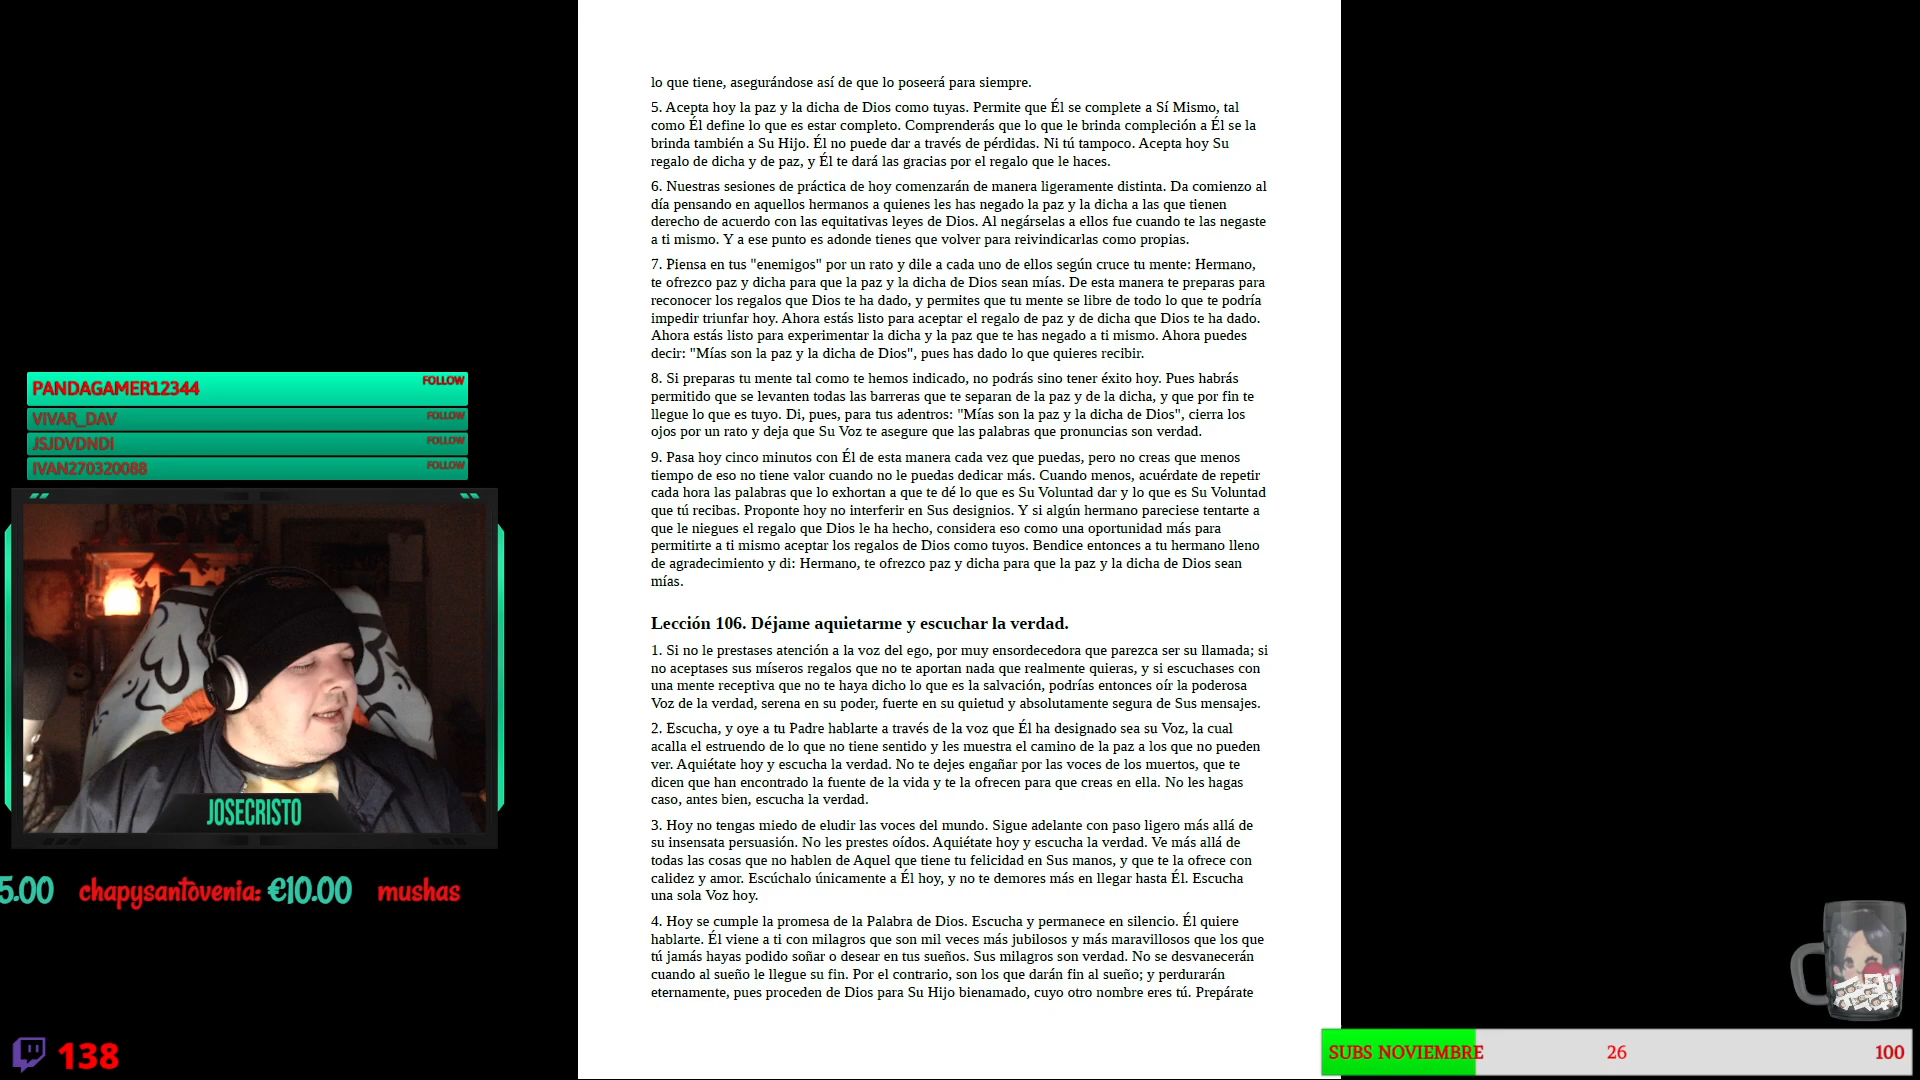 lo que tiene, asegurándose así de que lo poseerá para siempre.
5. Acepta hoy la paz y la dicha de Dios como tuyas. Permite que Él se complete a Sí Mismo, tal
como Él define lo que es estar completo. Comprenderás que lo que le brinda compleción a Él se la
brinda también a Su Hijo. Él no puede dar a través de pérdidas. Ni tú tampoco. Acepta hoy Su
regalo de dicha y de paz, y Él te dará las gracias por el regalo que le haces.
6. Nuestras sesiones de práctica de hoy comenzarán de manera ligeramente distinta. Da comienzo al
día pensando en aquellos hermanos a quienes les has negado la paz y la dicha a las que tienen
derecho de acuerdo con las equitativas leyes de Dios. Al negárselas a ellos fue cuando te las negaste
a ti mismo. Y a ese punto es adonde tienes que volver para reivindicarlas como propias.
7. Piensa en tus "enemigos" por un rato y dile a cada uno de ellos según cruce tu mente: Hermano,
te ofrezco paz y dicha para que la paz y la dicha de Dios sean mías. De esta manera te preparas para
reconocer los regalos que Dios te ha dado, y permites que tu mente se libre de todo lo que te podría
impedir triunfar hoy. Ahora estás listo para aceptar el regalo de paz y de dicha que Dios te ha dado.
Ahora estás listo para experimentar la dicha y la paz que te has negado a ti mismo. Ahora puedes
decir: "Mías son la paz y la dicha de Dios", pues has dado lo que quieres recibir.
8. Si preparas tu mente tal como te hemos indicado, no podrás sino tener éxito hoy. Pues habrás
permitido que se levanten todas las barreras que te separan de la paz y de la dicha, y que por fin te
llegue lo que es tuyo. Di, pues, para tus adentros: "Mías son la paz y la dicha de Dios", cierra los
ojos por un rato y deja que Su Voz te asegure que las palabras que pronuncias son verdad.
9. Pasa hoy cinco minutos con Él de esta manera cada vez que puedas, pero no creas que menos
tiempo de eso no tiene valor cuando no le puedas dedicar más. Cuando menos, acuérdate de repetir
cada hora las palabras que lo exhortan a que te dé lo que es Su Voluntad dar y lo que es Su Voluntad
que tú recibas. Proponte hoy no interferir en Sus designios. Y si algún hermano pareciese tentarte a
que le niegues el regalo que Dios le ha hecho, considera eso como una oportunidad más para
permitirte a ti mismo aceptar los regalos de Dios como tuyos. Bendice entonces a tu hermano lleno
de agradecimiento y di: Hermano, te ofrezco paz y dicha para que la paz y la dicha de Dios sean
mías.
Lección 106. Déjame aquietarme y escuchar la verdad.
1. Si no le prestases atención a la voz del ego, por muy ensordecedora que parezca ser su llamada; si
no aceptases sus míseros regalos que no te aportan nada que realmente quieras, y si escuchases con
una mente receptiva que no te haya dicho lo que es la salvación, podrías entonces oír la poderosa
Voz de la verdad, serena en su poder, fuerte en su quietud y absolutamente segura de Sus mensajes.
2. Escucha, y oye a tu Padre hablarte a través de la voz que Él ha designado sea su Voz, la cual
acalla el estruendo de lo que no tiene sentido y les muestra el camino de la paz a los que no pueden
ver. Aquiétate hoy y escucha la verdad. No te dejes engañar por las voces de los muertos, que te
dicen que han encontrado la fuente de la vida y te la ofrecen para que creas en ella. No les hagas
caso, antes bien, escucha la verdad.
3. Hoy no tengas miedo de eludir las voces del mundo. Sigue adelante con paso ligero más allá de
su insensata persuasión. No les prestes oídos. Aquiétate hoy y escucha la verdad. Ve más allá de
todas las cosas que no hablen de Aquel que tiene tu felicidad en Sus manos, y que te la ofrece con
calidez y amor. Escúchalo únicamente a Él hoy, y no te demores más en llegar hasta Él. Escucha
una sola Voz hoy.
4. Hoy se cumple la promesa de la Palabra de Dios. Escucha y permanece en silencio. Él quiere
hablarte. Él viene a ti con milagros que son mil veces más jubilosos y más maravillosos que los que
tú jamás hayas podido soñar o desear en tus sueños. Sus milagros son verdad. No se desvanecerán
cuando al sueño le llegue su fin. Por el contrario, son los que darán fin al sueño; y perdurarán
eternamente, pues proceden de Dios para Su Hijo bienamado, cuyo otro nombre eres tú. Prepárate
PANDAGAMER12344 FOLLOW
VIVAR_DAV FOLLOW
JSJDVDNDI FOLLOW
IVAN270320088 FOLLOW
JOSECRISTO
5.00 chapysantovenia: €10.00 mushas
138
SUBS NOVIEMBRE 26 100